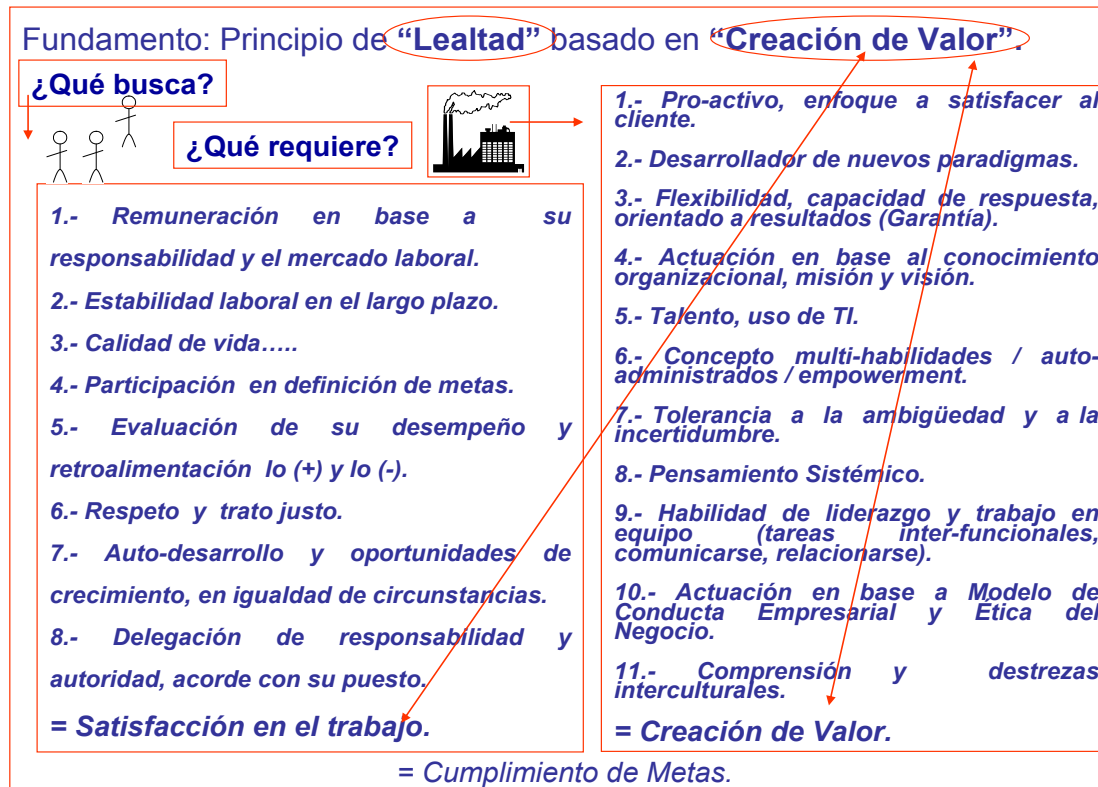 Fundamento: Principio de “Lealtad” basado en “Creación de Valor”.
¿Qué busca?
¿Qué requiere?
1.- Remuneración en base a su
responsabilidad y el mercado laboral.
2.- Estabilidad laboral en el largo plazo.
3.- Calidad de vida…..
4.- Participación en definición de metas.
5.- Evaluación de su desempeño y
retroalimentación lo (+) y lo (-).
6.- Respeto y trato justo.
7.- Auto-desarrollo y oportunidades de
crecimiento, en igualdad de circunstancias.
8.- Delegación de responsabilidad y
autoridad, acorde con su puesto.
= Satisfacción en el trabajo.
1.- Pro-activo, enfoque a satisfacer al
cliente.
2.- Desarrollador de nuevos paradigmas.
3.- Flexibilidad, capacidad de respuesta,
orientado a resultados (Garantía).
4.- Actuación en base al conocimiento
organizacional, misión y visión.
5.- Talento, uso de TI.
6.- Concepto multi-habilidades / auto-
administrados / empowerment.
7.- Tolerancia a la ambigüedad y a la
incertidumbre.
8.- Pensamiento Sistémico.
9.- Habilidad de liderazgo y trabajo en
equipo (tareas inter-funcionales,
comunicarse, relacionarse).
10.- Actuación en base a Modelo de
Conducta Empresarial y Ética del
Negocio.
11.- Comprensión y destrezas
interculturales.
= Creación de Valor.
= Cumplimiento de Metas.